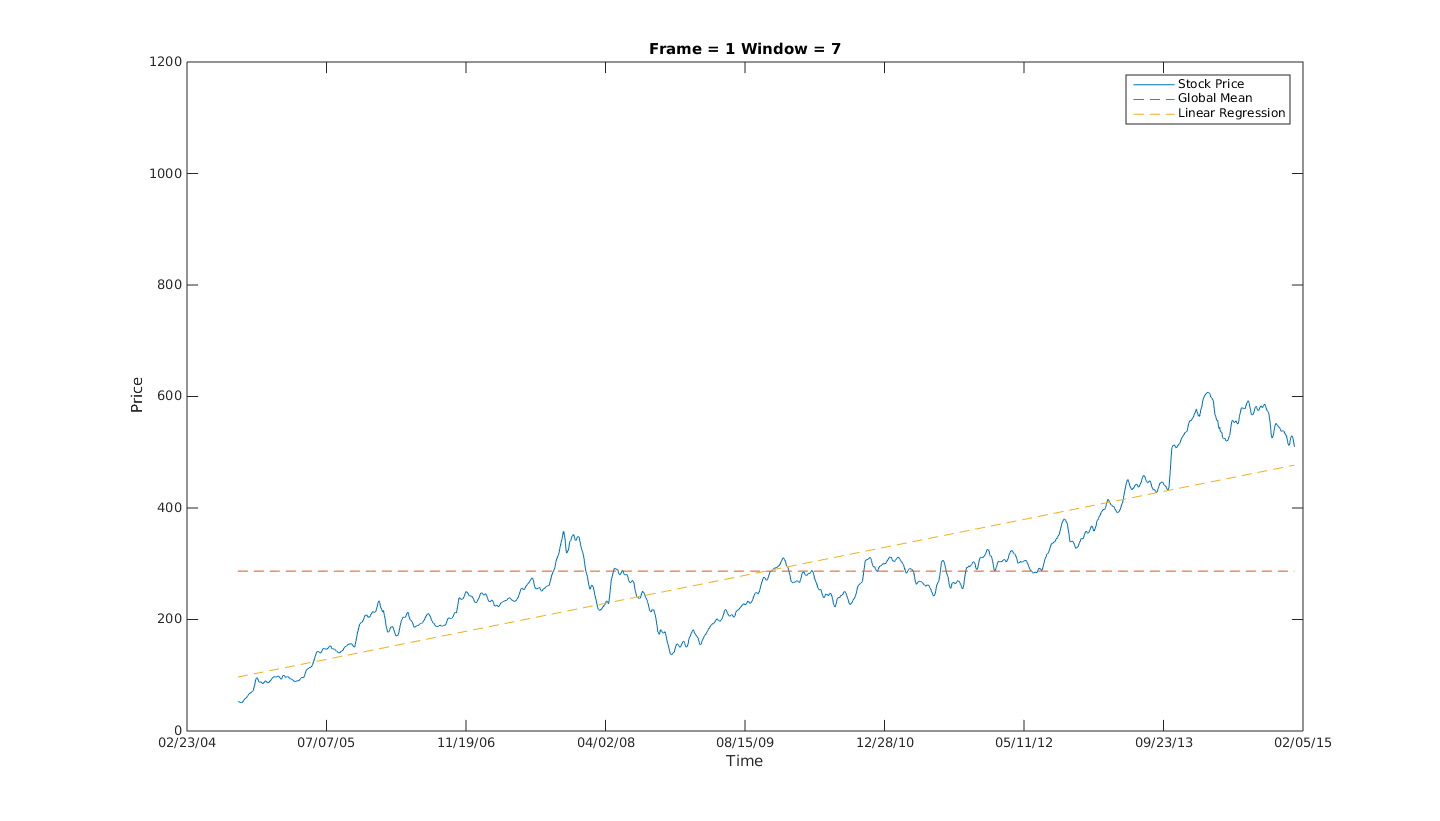 Frame = 1 Window = 7
1200
Stock Price
Global Mean
Linear Regression
1000
800
600
Price
400
200
0
02/23/04 07/07/05 11/19/06 04/02/08 08/15/09 12/28/10 05/11/12 09/23/13 02/05/15
Time